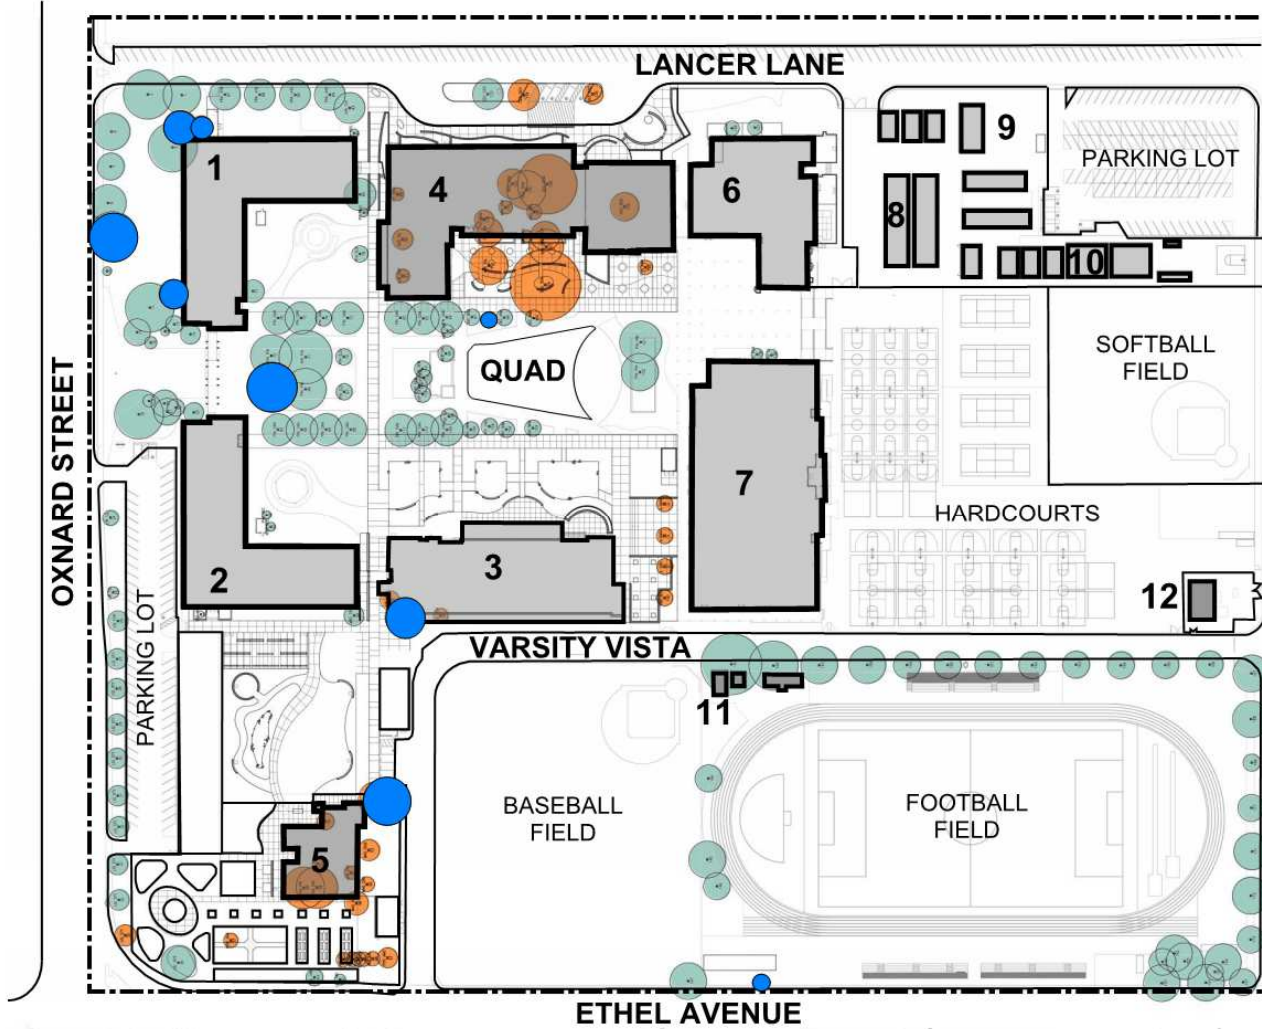 LANCER LANE
9
PARKING LOT
1
4
6
8
10
OXNARD STREET
QUAD
SOFTBALL
FIELD
7
HARDCOURTS
2
3
12
PARKING LOT
VARSITY VISTA
11
BASEBALL
FIELD
FOOTBALL
FIELD
5
ETHEL AVENUE